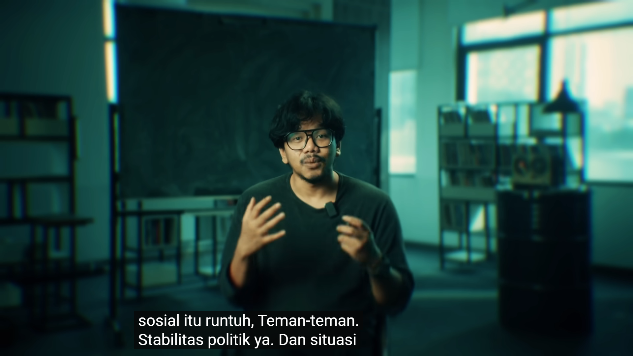 sosial itu runtuh, Teman-teman.
Stabilitas politik ya. Dan situasi